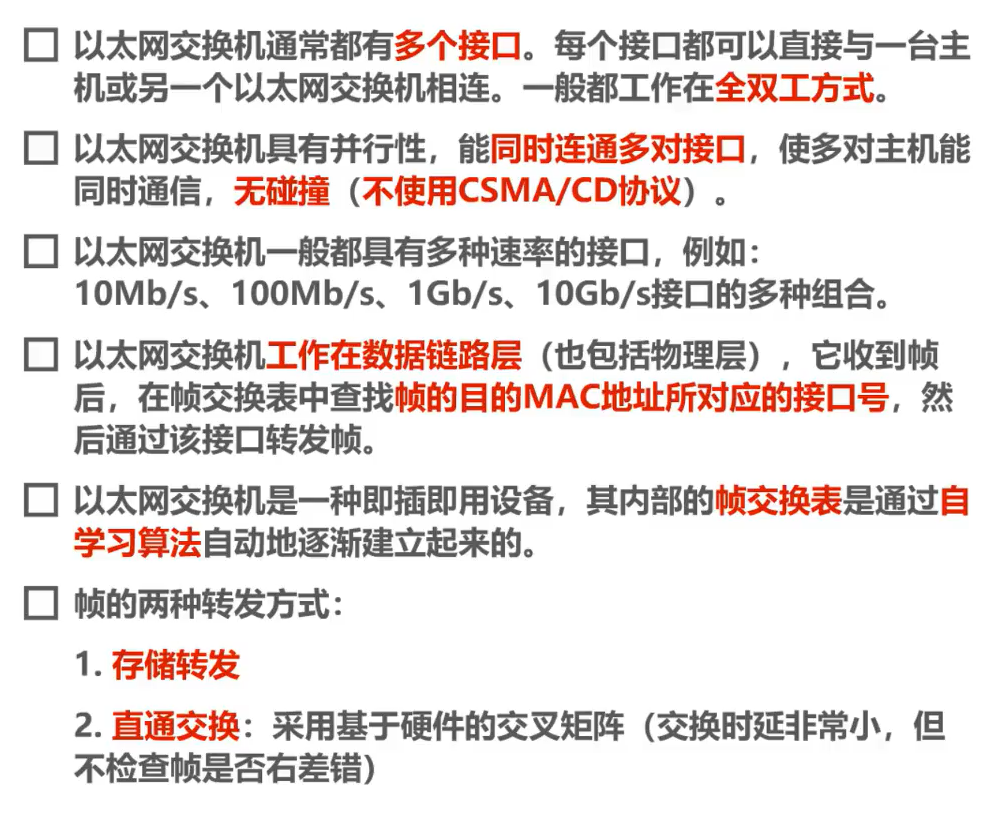 以太网交换机通常都有多个接口。每个接口都可以直接与一台主
机或另一个以太网交换机相连。一般都工作在全双工方式。
以太网交换机具有并行性，能同时连通多对接口，使多对主机能
同时通信，无碰撞（不使用CSMA/CD协议）。
以太网交换机一般都具有多种速率的接口，例如：
10Mb/s、100Mb/s、1Gb/s、10Gb/s接口的多种组合。
以太网交换机工作在数据链路层（也包括物理层），它收到帧
后，在帧交换表中查找帧的目的MAC地址所对应的接口号，然
后通过该接口转发帧。
以太网交换机是一种即插即用设备，其内部的帧交换表是通过自
学习算法自动地逐渐建立起来的。
帧的两种转发方式：
1. 存储转发
2. 直通交换：采用基于硬件的交叉矩阵（交换时延非常小，但
不检查帧是否右差错）